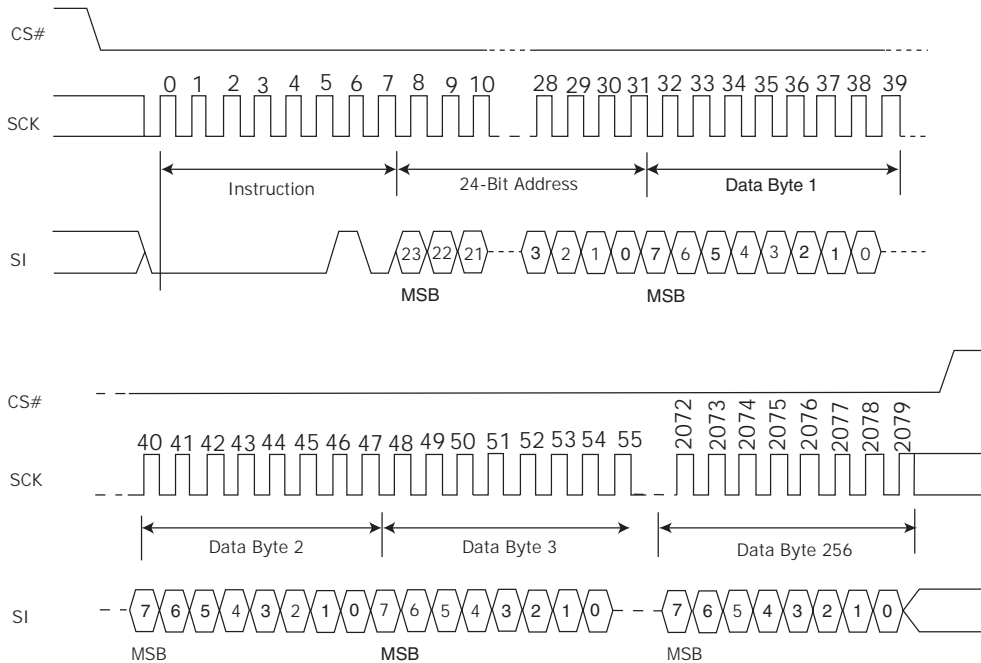 CS#
0 1 2 3 4 5 6 7 8 9 10 28 29 30 31 32 33 34 35 36 37 38 39
SCK
Instruction 24-Bit Address Data Byte 1
SI 23 22 21 3 2 1 0 7 6 5 4 3 2 1 0
MSB MSB
CS#
2072 2073 2074 2075 2076 2077 2078 2079
40 41 42 43 44 45 46 47 48 49 50 51 52 53 54 55
SCK
Data Byte 2 Data Byte 3 Data Byte 256
SI 7 6 5 4 3 2 1 0 7 6 5 4 3 2 1 0 7 6 5 4 3 2 1 0
MSB MSB MSB